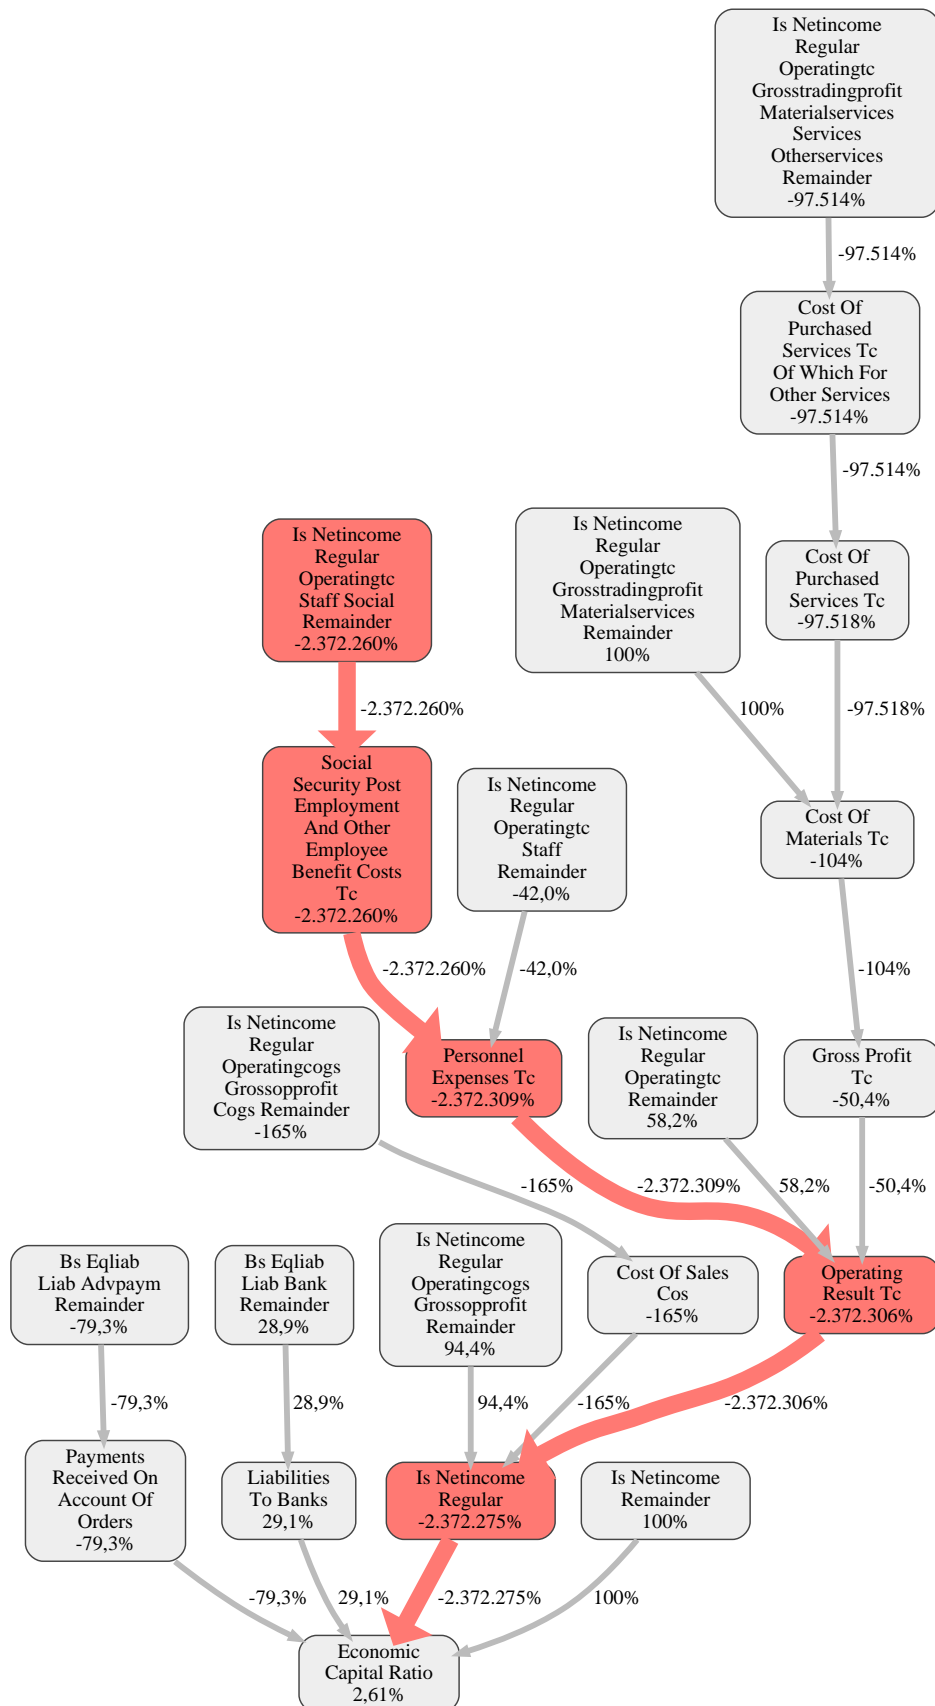 Is Netincome
Regular
Operatingtc
Grosstradingprofit
Materialservices
Services
Otherservices
Remainder
-97.514%
-97.514%
Cost Of
Purchased
Services Tc
Of Which For
Other Services
-97.514%
-97.514%
Is Netincome
Regular
Operatingtc
Staff Social
Remainder
-2.372.260%
Is Netincome
Regular
Operatingtc
Grosstradingprofit
Materialservices
Remainder
100%
Cost Of
Purchased
Services Tc
-97.518%
-2.372.260%
100%
-97.518%
Social
Security Post
Employment
And Other
Employee
Benefit Costs
Tc
-2.372.260%
Is Netincome
Regular
Operatingtc
Staff
Remainder
-42,0%
Cost Of
Materials Tc
-104%
-2.372.260%
-42,0%
-104%
Is Netincome
Regular
Operatingcogs
Grossopprofit
Cogs Remainder
-165%
Personnel
Expenses Tc
-2.372.309%
Is Netincome
Regular
Operatingtc
Remainder
58,2%
Gross Profit
Tc
-50,4%
-165%
-2.372.309%
58,2%
-50,4%
Bs Eqliab
Liab Advpaym
Remainder
-79,3%
Bs Eqliab
Liab Bank
Remainder
28,9%
Is Netincome
Regular
Operatingcogs
Grossopprofit
Remainder
94,4%
Cost Of Sales
Cos
-165%
Operating
Result Tc
-2.372.306%
-79,3%
28,9%
94,4%
-165%
-2.372.306%
Payments
Received On
Account Of
Orders
-79,3%
Liabilities
To Banks
29,1%
Is Netincome
Regular
-2.372.275%
Is Netincome
Remainder
100%
-79,3%
29,1%
-2.372.275%
100%
Economic
Capital Ratio
2,61%